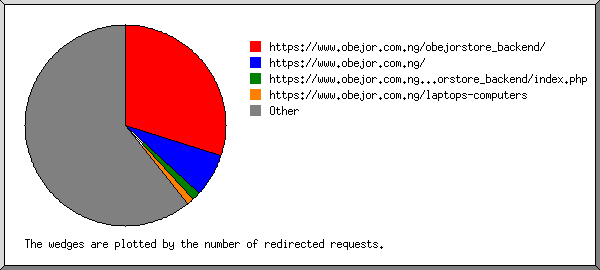 https://www.obejor.com.ng/obejorstore_backend/
https://www.obejor.com.ng/
https://www.obejor.com.ng...orstore_backend/index.php
https://www.obejor.com.ng/laptops-computers
Other
The wedges are plotted by the number of redirected requests.